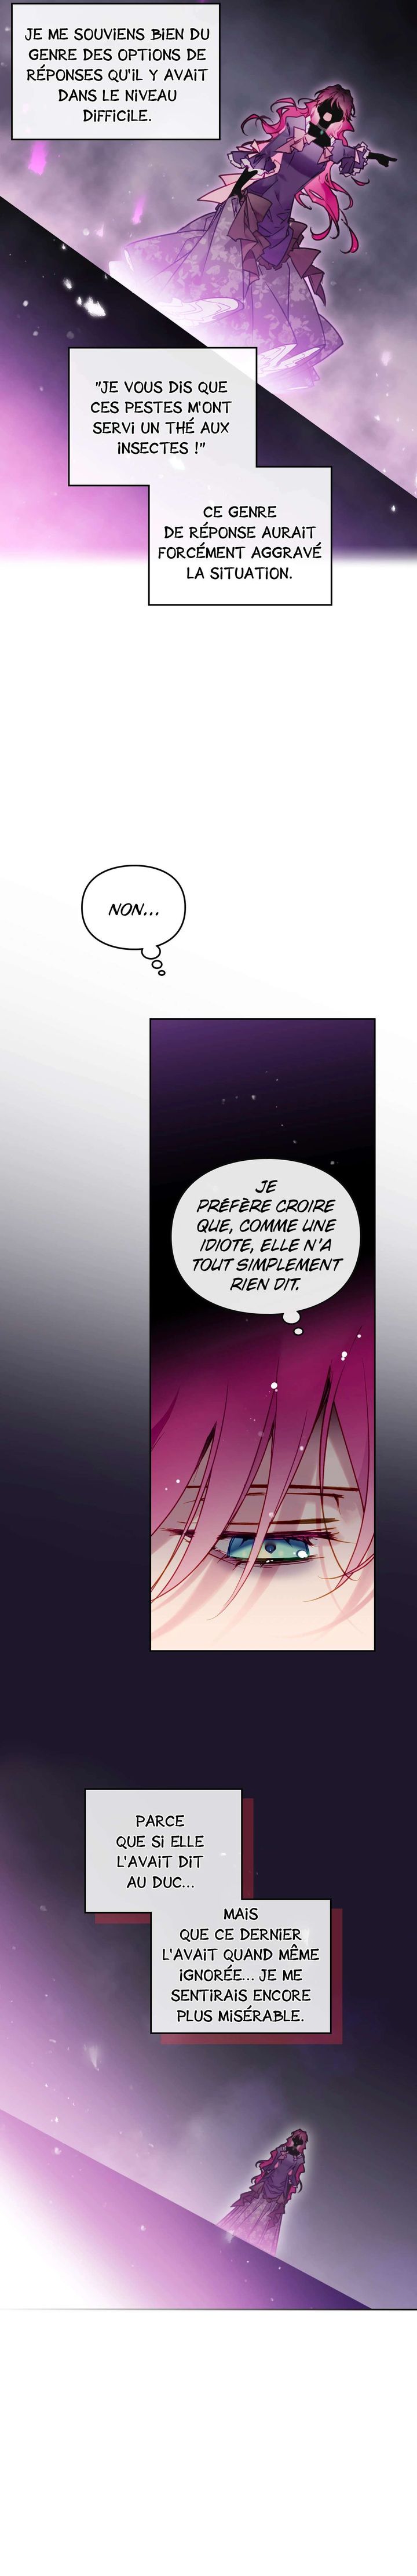 JE ME SOUVIENS BIEN DU
GENRE DES OPTIONS DE
RÉPONSES QU'IL Y AVAIT
DANS LE NIVEAU
DIFFICILE.
"JE VOUS DIS QUE
CES PESTES M'ONT
SERVI UN THÉ AUX
INSECTES !"
CE GENRE
DE RÉPONSE AURAIT
FORCÉMENT AGGRAVÉ
LA SITUATION.
NON...
JE
PRÉFÈRE CROIRE
QUE, COMME UNE
IDIOTE, ELLE N'A
TOUT SIMPLEMENT
RIEN DIT.
PARCE
QUE SI ELLE
L'AVAIT DIT
AU DUC...
MAIS
QUE CE DERNIER
L'AVAIT QUAND MÊME
IGNORÉE... JE ME
SENTIRAIS ENCORE
PLUS MISÉRABLE.